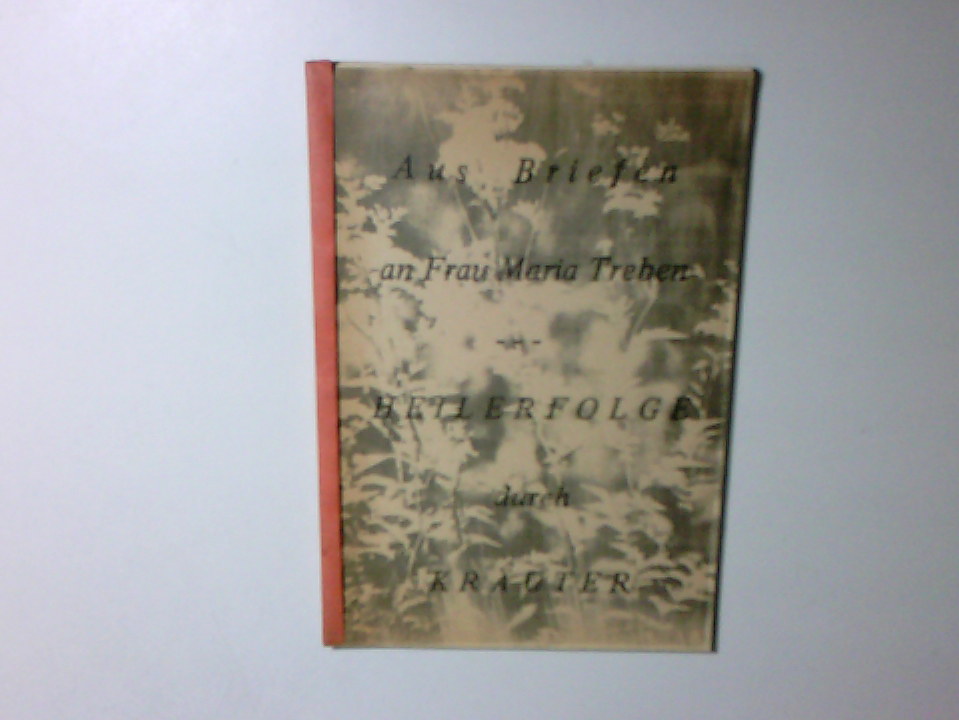 Aus Briefen
an Frau Maria Treben
-*-
HEILERFOLGE
durch
KRÄUTER